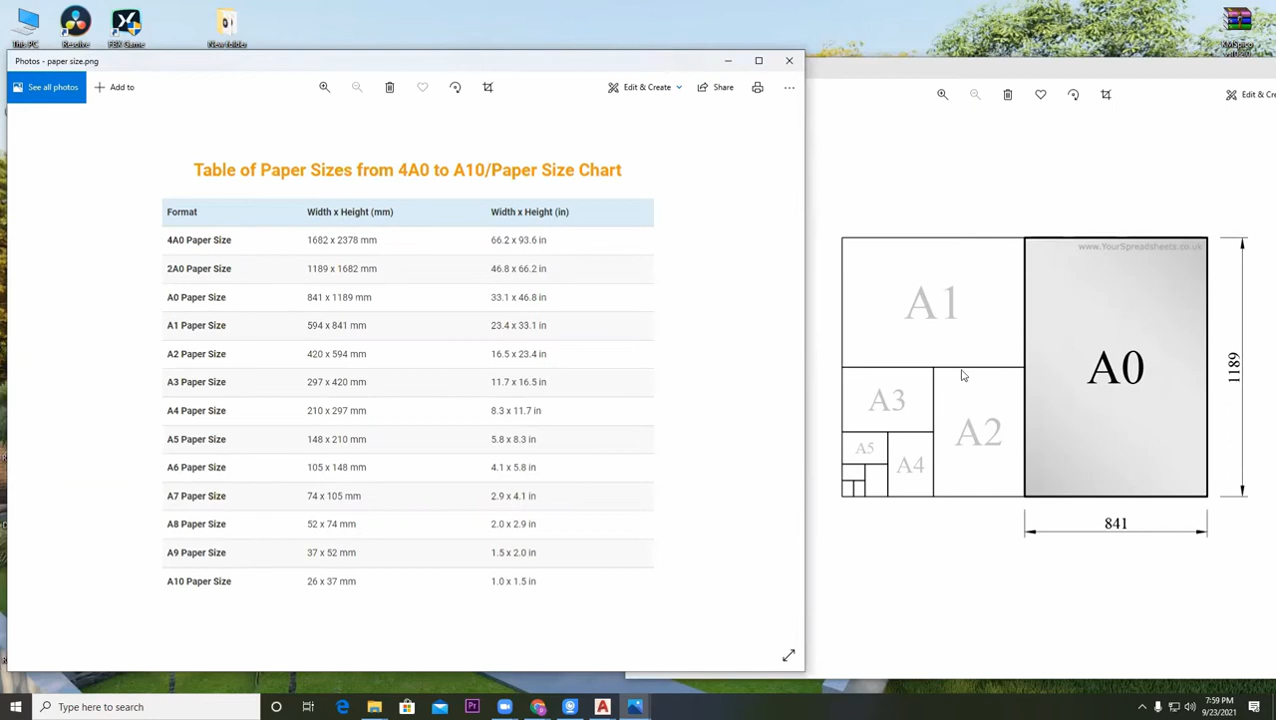 This PC
Resolve
FBX Game
New folder
KMSpico
Photos - paper size.png
See all photos
Add to
Edit & Create
Share
Edit & Crea
Table of Paper Sizes from 4A0 to A10/Paper Size Chart
Format Width x Height (mm) Width x Height (in)
4A0 Paper Size 1682 x 2378 mm 66.2 x 93.6 in
2A0 Paper Size 1189 x 1682 mm 46.8 x 66.2 in
A0 Paper Size 841 x 1189 mm 33.1 x 46.8 in
A1 Paper Size 594 x 841 mm 23.4 x 33.1 in
A2 Paper Size 420 x 594 mm 16.5 x 23.4 in
A3 Paper Size 297 x 420 mm 11.7 x 16.5 in
A4 Paper Size 210 x 297 mm 8.3 x 11.7 in
A5 Paper Size 148 x 210 mm 5.8 x 8.3 in
A6 Paper Size 105 x 148 mm 4.1 x 5.8 in
A7 Paper Size 74 x 105 mm 2.9 x 4.1 in
A8 Paper Size 52 x 74 mm 2.0 x 2.9 in
A9 Paper Size 37 x 52 mm 1.5 x 2.0 in
A10 Paper Size 26 x 37 mm 1.0 x 1.5 in
www.YourSpreadsheets.co.uk
A1
A0
1189
A3
A2
A5
A4
841
Type here to search
7:59 PM
9/23/2021